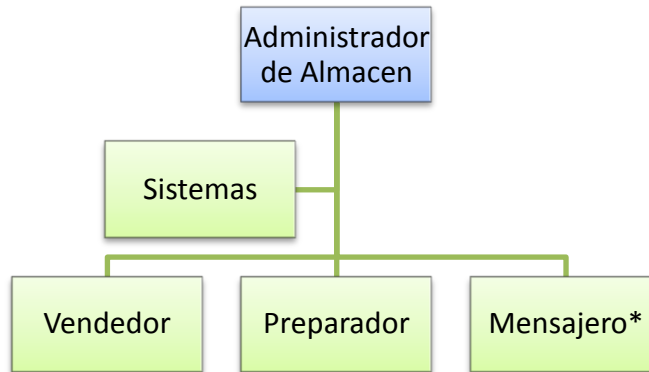 Administrador
de Almacen
Sistemas
Vendedor
Preparador
Mensajero*